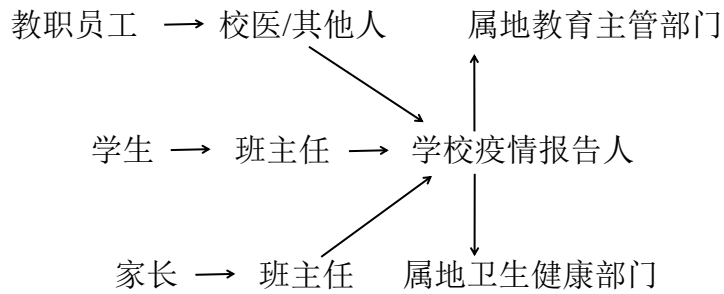 教职员工 → 校医/其他人 属地教育主管部门
学生 → 班主任 → 学校疫情报告人
家长 → 班主任 属地卫生健康部门